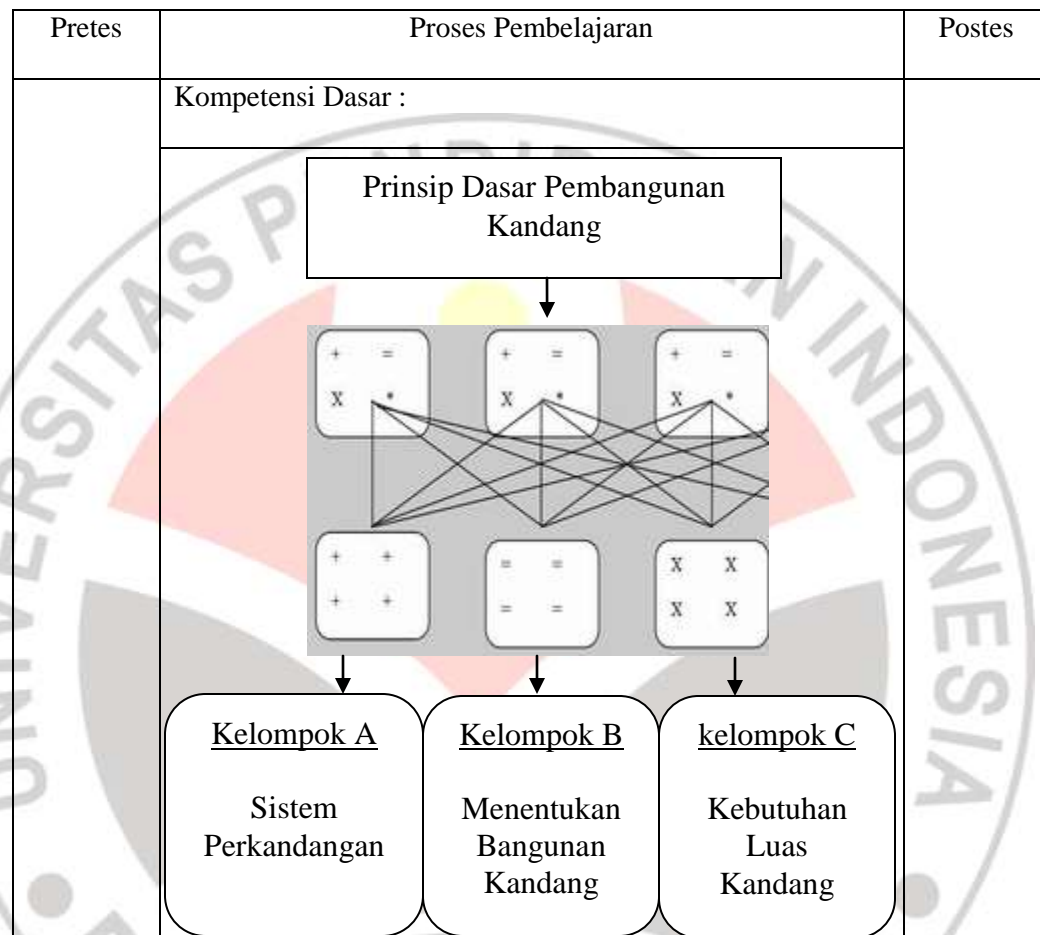 Pretes Proses Pembelajaran Postes
Kompetensi Dasar :
Prinsip Dasar Pembangunan
Kandang
+ = + = + =
X * X * X *
+ + = = X X
+ + = = X X
Kelompok A Kelompok B kelompok C
Sistem Menentukan Kebutuhan
Perkandangan Bangunan Luas
Kandang Kandang